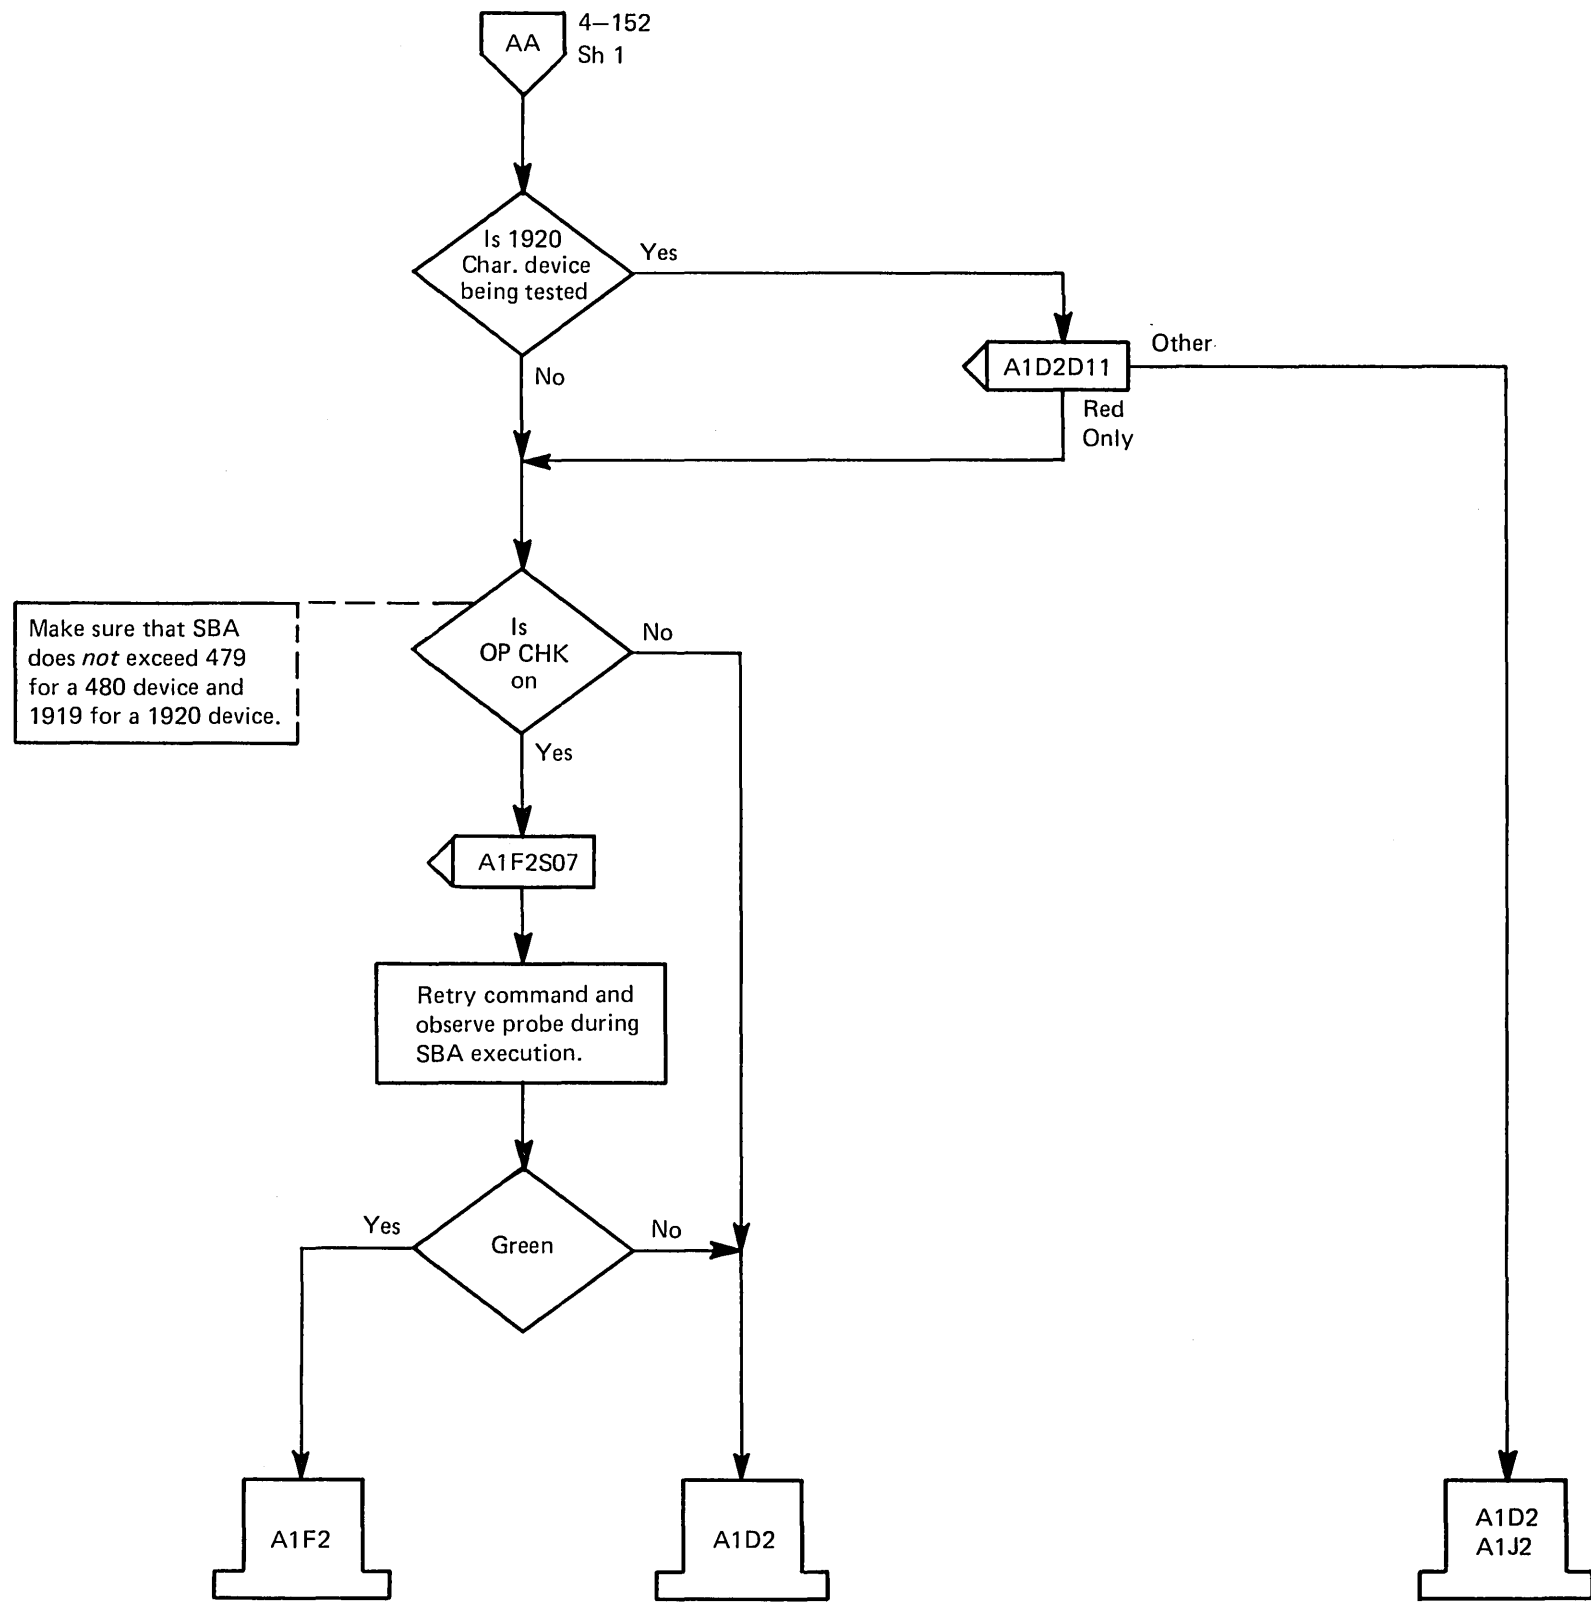 AA
4–152
Sh 1
Is 1920
Char. device
being tested
Yes
No
A1D2D11
Other
Red
Only
Make sure that SBA
does not exceed 479
for a 480 device and
1919 for a 1920 device.
Is
OP CHK
on
No
Yes
A1F2S07
Retry command and
observe probe during
SBA execution.
Green
Yes
No
A1F2
A1D2
A1D2
A1J2